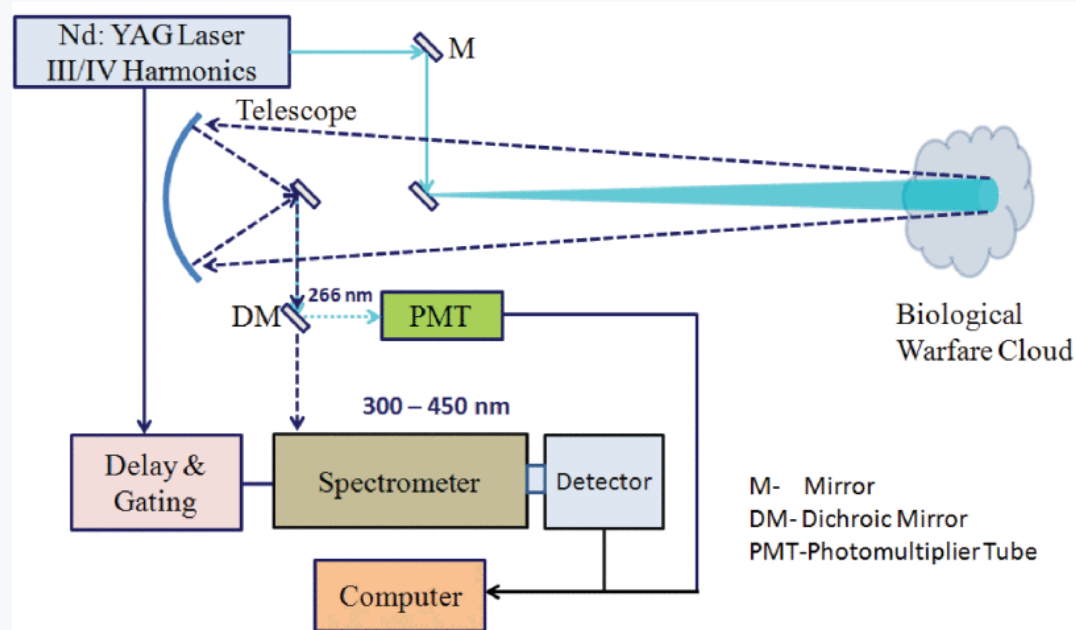 Nd: YAG Laser
III/IV Harmonics
M
Telescope
266 nm
DM
PMT
Biological
Warfare Cloud
300 – 450 nm
Delay &
Gating
Spectrometer
Detector
M- Mirror
DM- Dichroic Mirror
PMT-Photomultiplier Tube
Computer